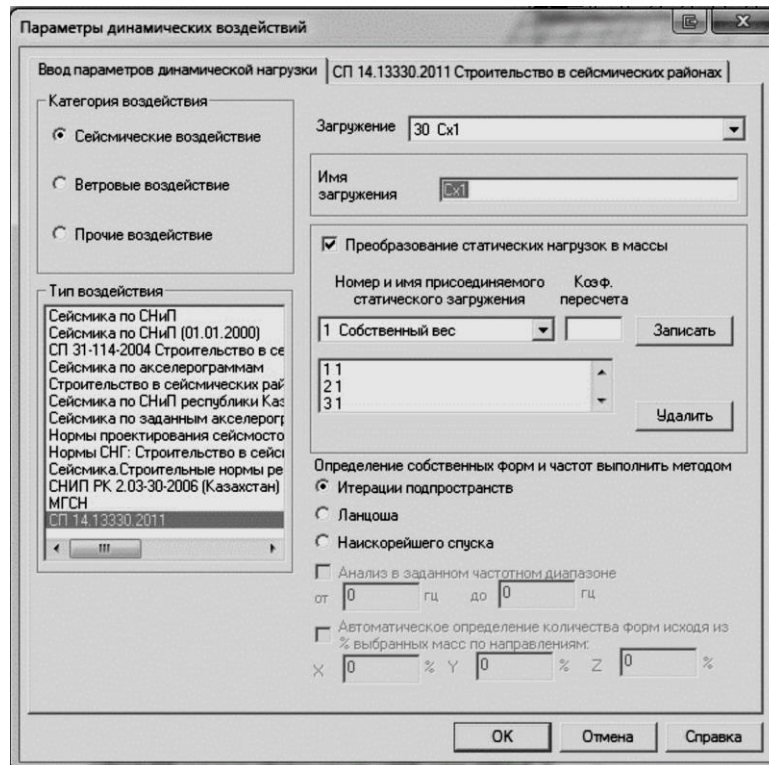 Параметры динамических воздействий
Ввод параметров динамической нагрузки
СП 14.13330.2011 Строительство в сейсмических районах
Категория воздействия
Сейсмические воздействие
Ветровые воздействие
Прочие воздействие
Тип воздействия
Сейсмика по СНиП
Сейсмика по СНиП (01.01.2000)
СП 31-114-2004 Строительство в се
Сейсмика по акселерограммам
Строительство в сейсмических рай
Сейсмика по СНиП республики Каз
Сейсмика по заданным акселерогр
Нормы проектирования сейсмосто
Нормы СНГ: Строительство в сейсм
Сейсмика.Строительные нормы ре
СНИП РК 2.03-30-2006 (Казахстан)
МГСН
СП 14.13330.2011
Загружение 30 Cx1
Имя
загружения
Cx1
Преобразование статических нагрузок в массы
Номер и имя присоединяемого
статического загружения
Коэф.
пересчета
1 Собственный вес
Записать
1 1
2 1
3 1
Удалить
Определение собственных форм и частот выполнить методом
Итерации подпространств
Ланцоша
Наискорейшего спуска
Анализ в заданном частотном диапазоне
от 0 гц до 0 гц
Автоматическое определение количества форм исходя из
% выбранных масс по направлениям:
X 0 % Y 0 % Z 0 %
OK
Отмена
Справка